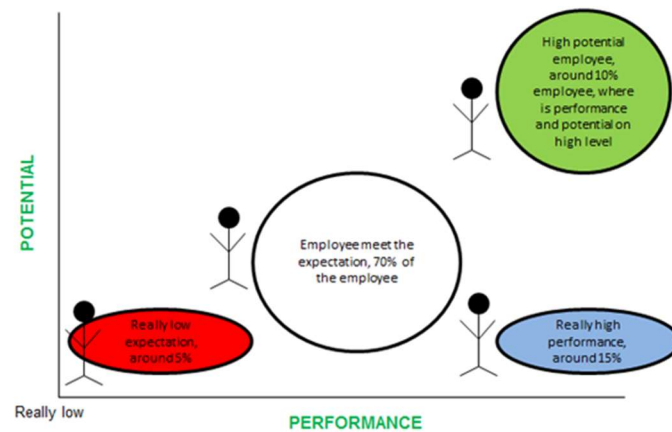 High potential
employee,
around 10%
employee, where
is performance
and potential on
high level
POTENTIAL
Employee meet the
expectation, 70% of
the employee
Really low
expectation,
around 5%
Really high
performance,
around 15%
Really low
PERFORMANCE